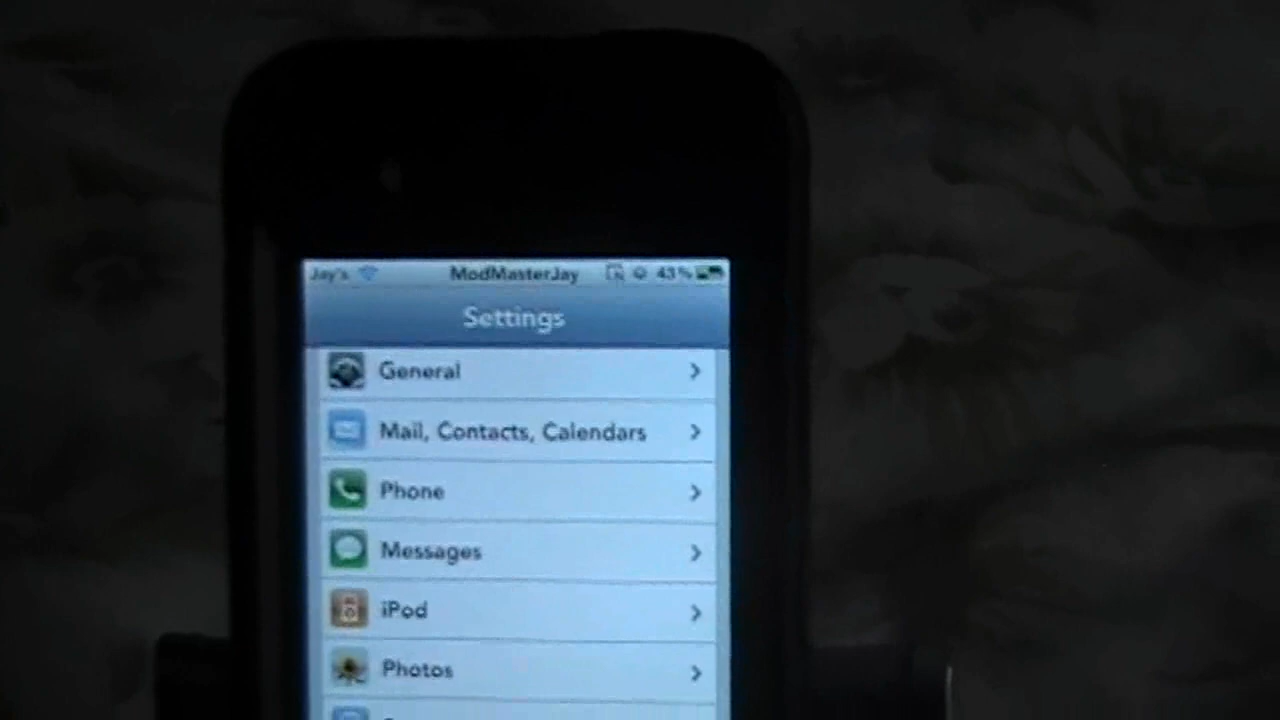 Jay's ModMasterJay 43%
Settings
General
Mail, Contacts, Calendars
Phone
Messages
iPod
Photos